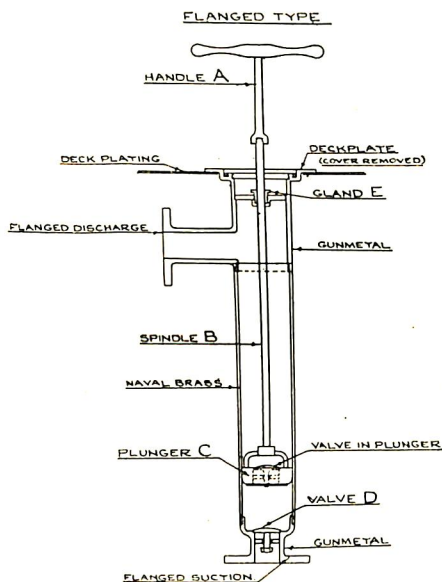 FLANGED TYPE
HANDLE A
DECK PLATING
DECKPLATE
(COVER REMOVED)
GLAND E
FLANGED DISCHARGE
GUNMETAL
SPINDLE B
NAVAL BRASS
VALVE IN PLUNGER
PLUNGER C
VALVE D
GUNMETAL
FLANGED SUCTION